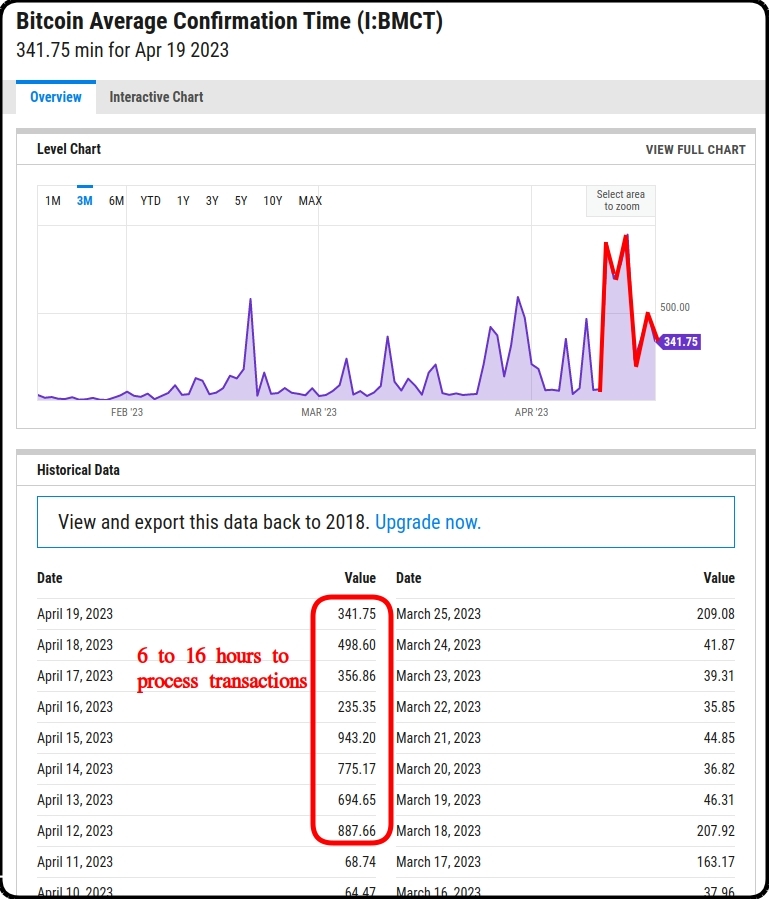 Bitcoin Average Confirmation Time (I:BMCT)
341.75 min for Apr 19 2023
Overview Interactive Chart
Level Chart VIEW FULL CHART
1M 3M 6M YTD 1Y 3Y 5Y 10Y MAX
Select area
to zoom
500.00
341.75
FEB '23 MAR '23 APR '23
Historical Data
View and export this data back to 2018. Upgrade now.
Date Value Date Value
April 19, 2023 341.75 March 25, 2023 209.08
April 18, 2023 498.60 March 24, 2023 41.87
April 17, 2023 356.86 March 23, 2023 39.31
April 16, 2023 235.35 March 22, 2023 35.85
April 15, 2023 943.20 March 21, 2023 44.85
April 14, 2023 775.17 March 20, 2023 36.82
April 13, 2023 694.65 March 19, 2023 46.31
April 12, 2023 887.66 March 18, 2023 207.92
April 11, 2023 68.74 March 17, 2023 163.17
April 10, 2023 64.47 March 16, 2023 37.96
6 to 16 hours to
process transactions